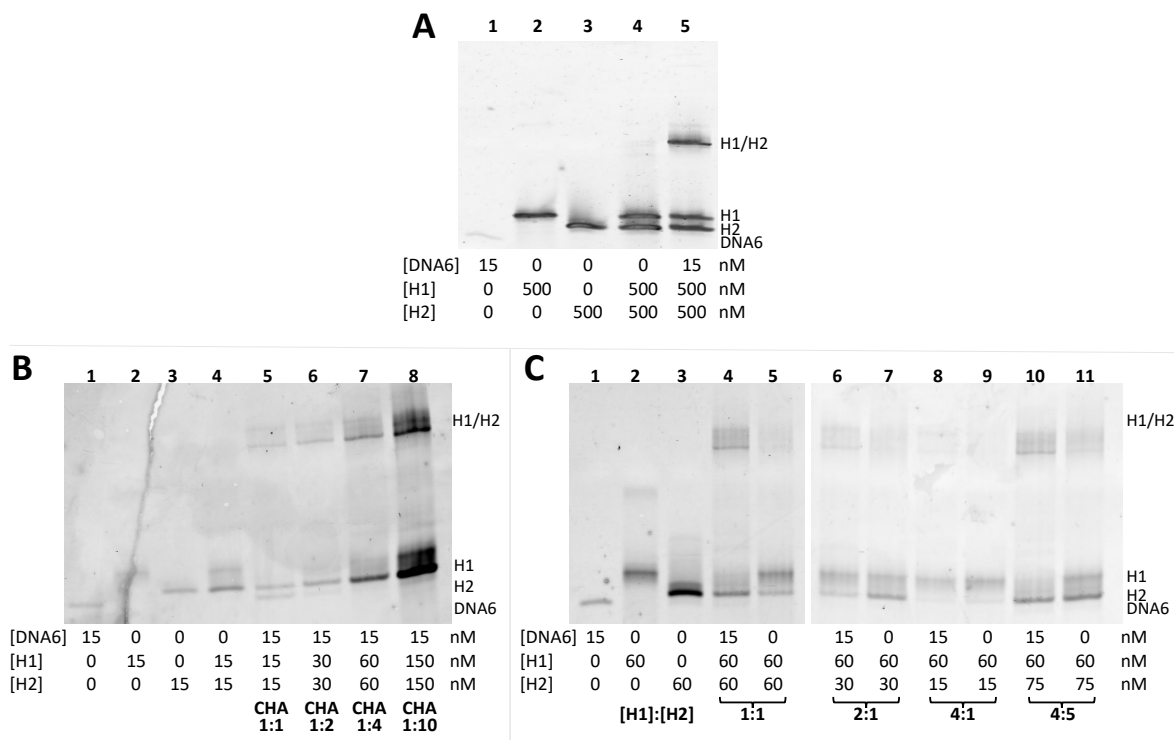 A
1 2 3 4 5
H1/H2
H1
H2
DNA6
[DNA6] 15 0 0 0 15 nM
[H1] 0 500 0 500 500 nM
[H2] 0 0 500 500 500 nM
B
1 2 3 4 5 6 7 8
H1/H2
H1
H2
DNA6
[DNA6] 15 0 0 0 15 15 15 15 nM
[H1] 0 15 0 15 15 30 60 150 nM
[H2] 0 0 15 15 15 30 60 150 nM
CHA CHA CHA CHA
1:1 1:2 1:4 1:10
C
1 2 3 4 5 6 7 8 9 10 11
H1/H2
H1
H2
DNA6
[DNA6] 15 0 0 15 0 15 0 15 0 15 0 nM
[H1] 0 60 0 60 60 60 60 60 60 60 60 nM
[H2] 0 0 60 60 60 30 30 15 15 75 75 nM
[H1]:[H2] 1:1 2:1 4:1 4:5